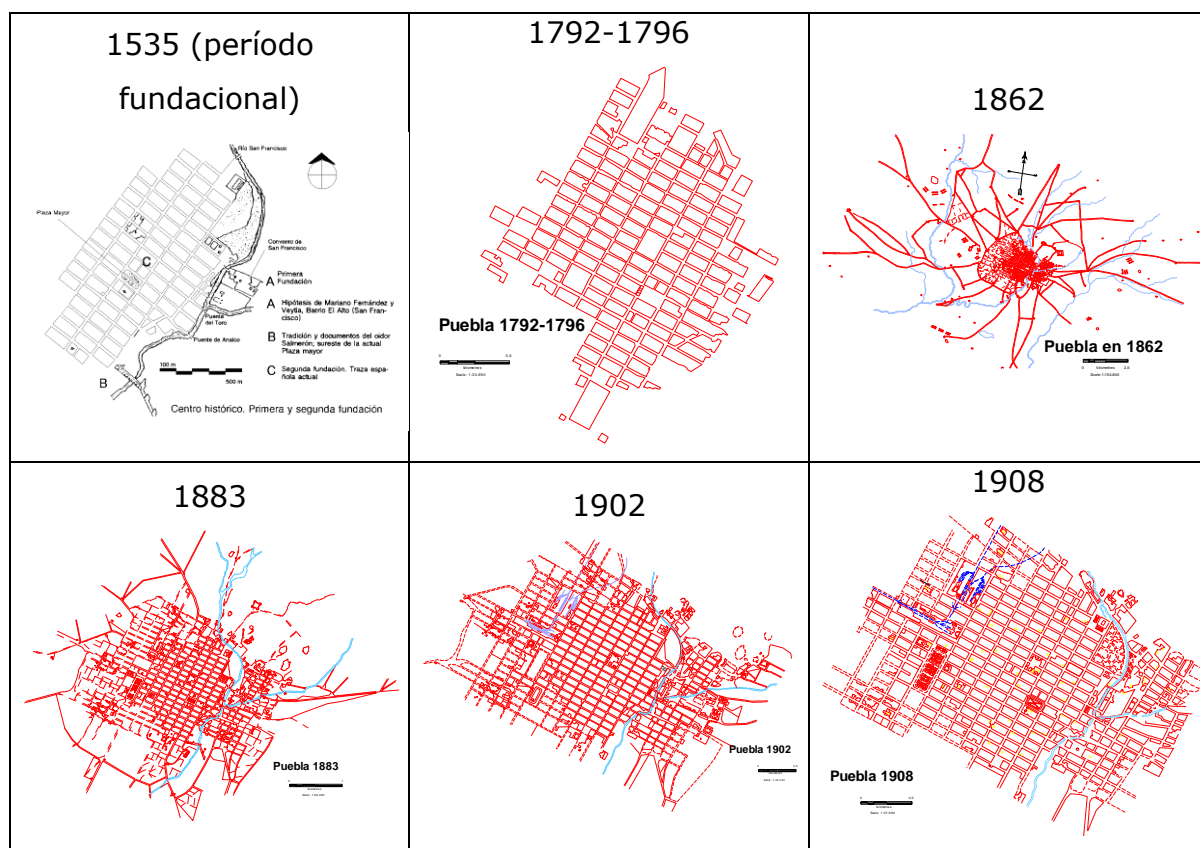 1535 (período
fundacional)
Río San Francisco
Plaza Mayor
Convento de
San Francisco
C
A
Primera
Fundación
A
Hipótesis de Mariano Fernández y
Veytia, Barrio El Alto (San Fran-
cisco)
Puente
del Toro
Puente de Analco
B
Tradición y documentos del oidor
Salmerón; sureste de la actual
Plaza mayor
100 m
500 m
C
Segunda fundación. Traza espa-
ñola actual
B
Centro histórico. Primera y segunda fundación
1792-1796
Puebla 1792-1796
kilometres
1862
Puebla en 1862
kilometres
1883
Puebla 1883
1902
Puebla 1902
1908
Puebla 1908